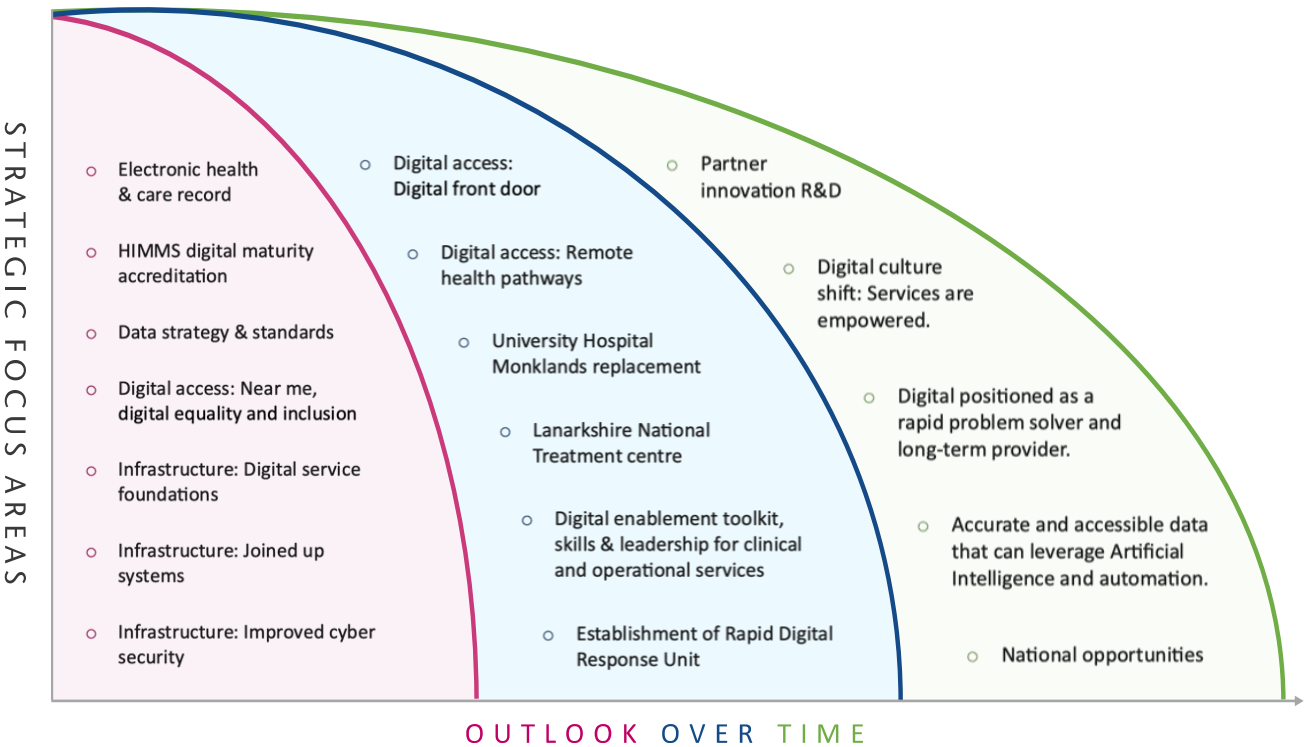 STRATEGIC FOCUS AREAS
Electronic health
& care record
HIMMS digital maturity
accreditation
Data strategy & standards
Digital access: Near me,
digital equality and inclusion
Infrastructure: Digital service
foundations
Infrastructure: Joined up
systems
Infrastructure: Improved cyber
security
Digital access:
Digital front door
Digital access: Remote
health pathways
University Hospital
Monklands replacement
Lanarkshire National
Treatment centre
Digital enablement toolkit,
skills & leadership for clinical
and operational services
Establishment of Rapid Digital
Response Unit
Partner
innovation R&D
Digital culture
shift: Services are
empowered.
Digital positioned as a
rapid problem solver and
long-term provider.
Accurate and accessible data
that can leverage Artificial
Intelligence and automation.
National opportunities
OUTLOOK OVER TIME